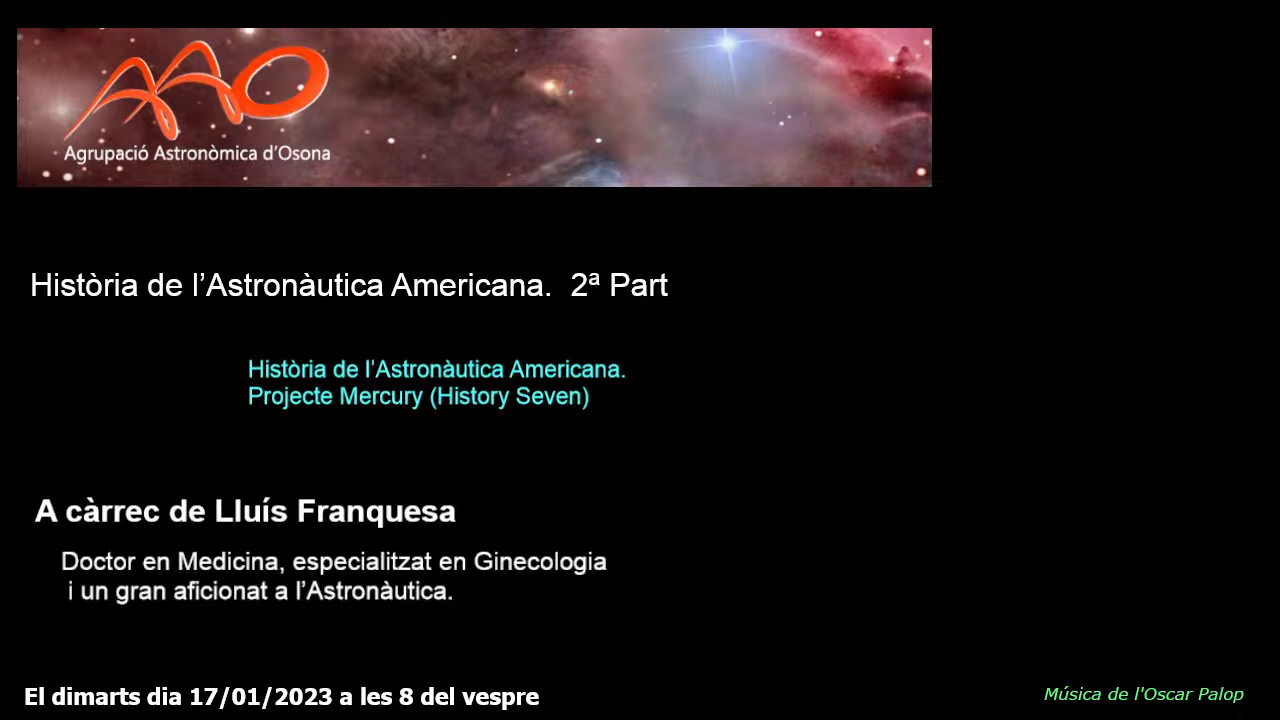 AAO
Agrupació Astronòmica d'Osona
Història de l’Astronàutica Americana.  2ª Part
Història de l’Astronàutica Americana.
Projecte Mercury (History Seven)
A càrrec de Lluís Franquesa
Doctor en Medicina, especialitzat en Ginecologia
i un gran aficionat a l’Astronàutica.
El dimarts dia 17/01/2023 a les 8 del vespre
Música de l'Oscar Palop